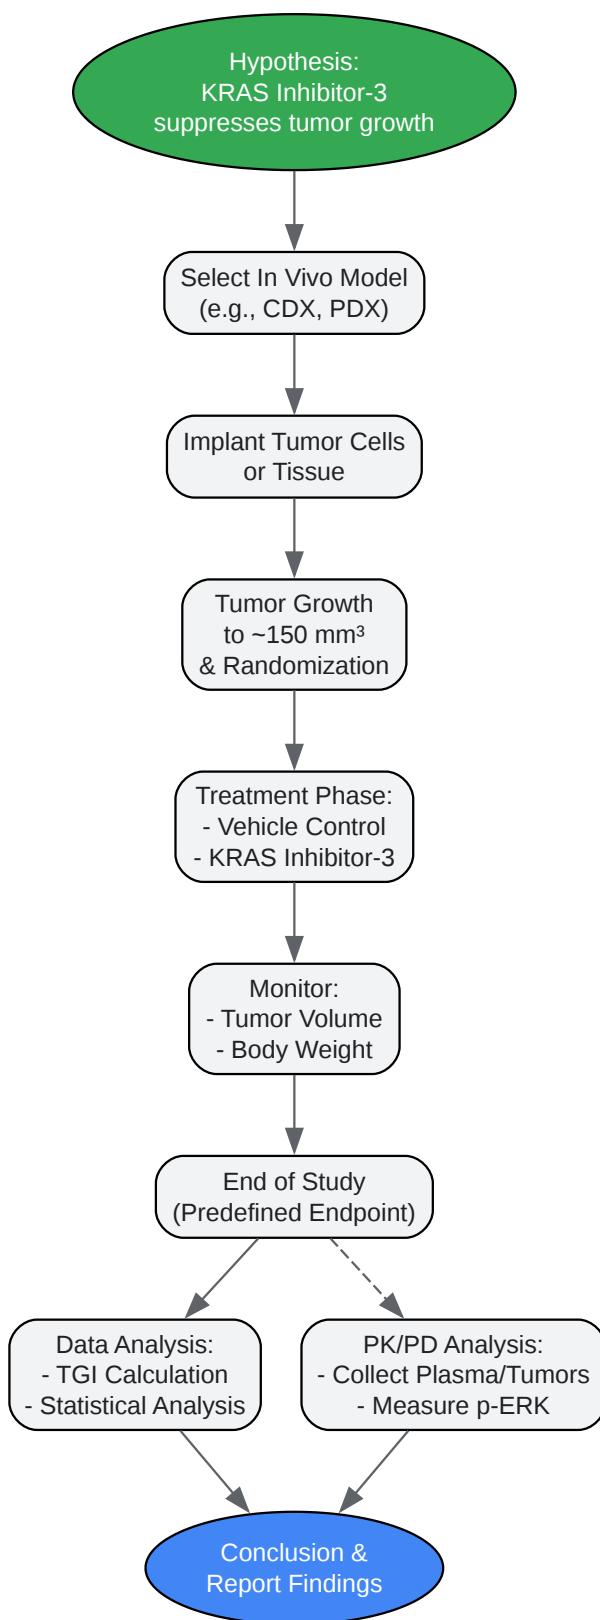 Hypothesis:
KRAS Inhibitor-3
suppresses tumor growth
Select In Vivo Model
(e.g., CDX, PDX)
Implant Tumor Cells
or Tissue
Tumor Growth
to ~150 mm³
& Randomization
Treatment Phase:
- Vehicle Control
- KRAS Inhibitor-3
Monitor:
- Tumor Volume
- Body Weight
End of Study
(Predefined Endpoint)
Data Analysis:
- TGI Calculation
- Statistical Analysis
PK/PD Analysis:
- Collect Plasma/Tumors
- Measure p-ERK
Conclusion &
Report Findings